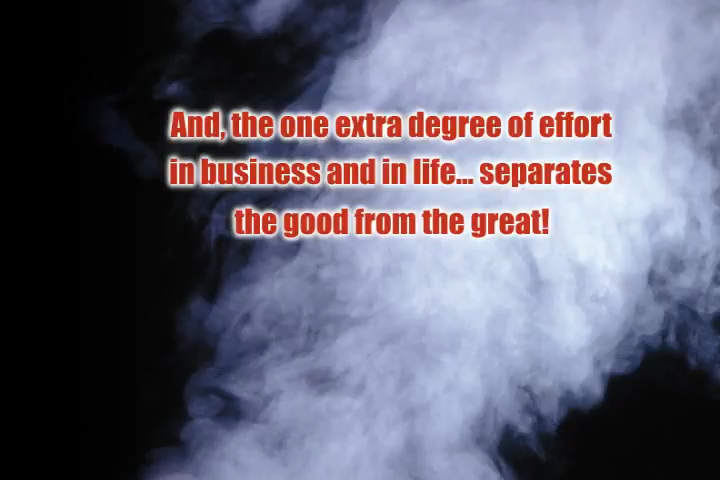 And, the one extra degree of effort
in business and in life... separates
the good from the great!